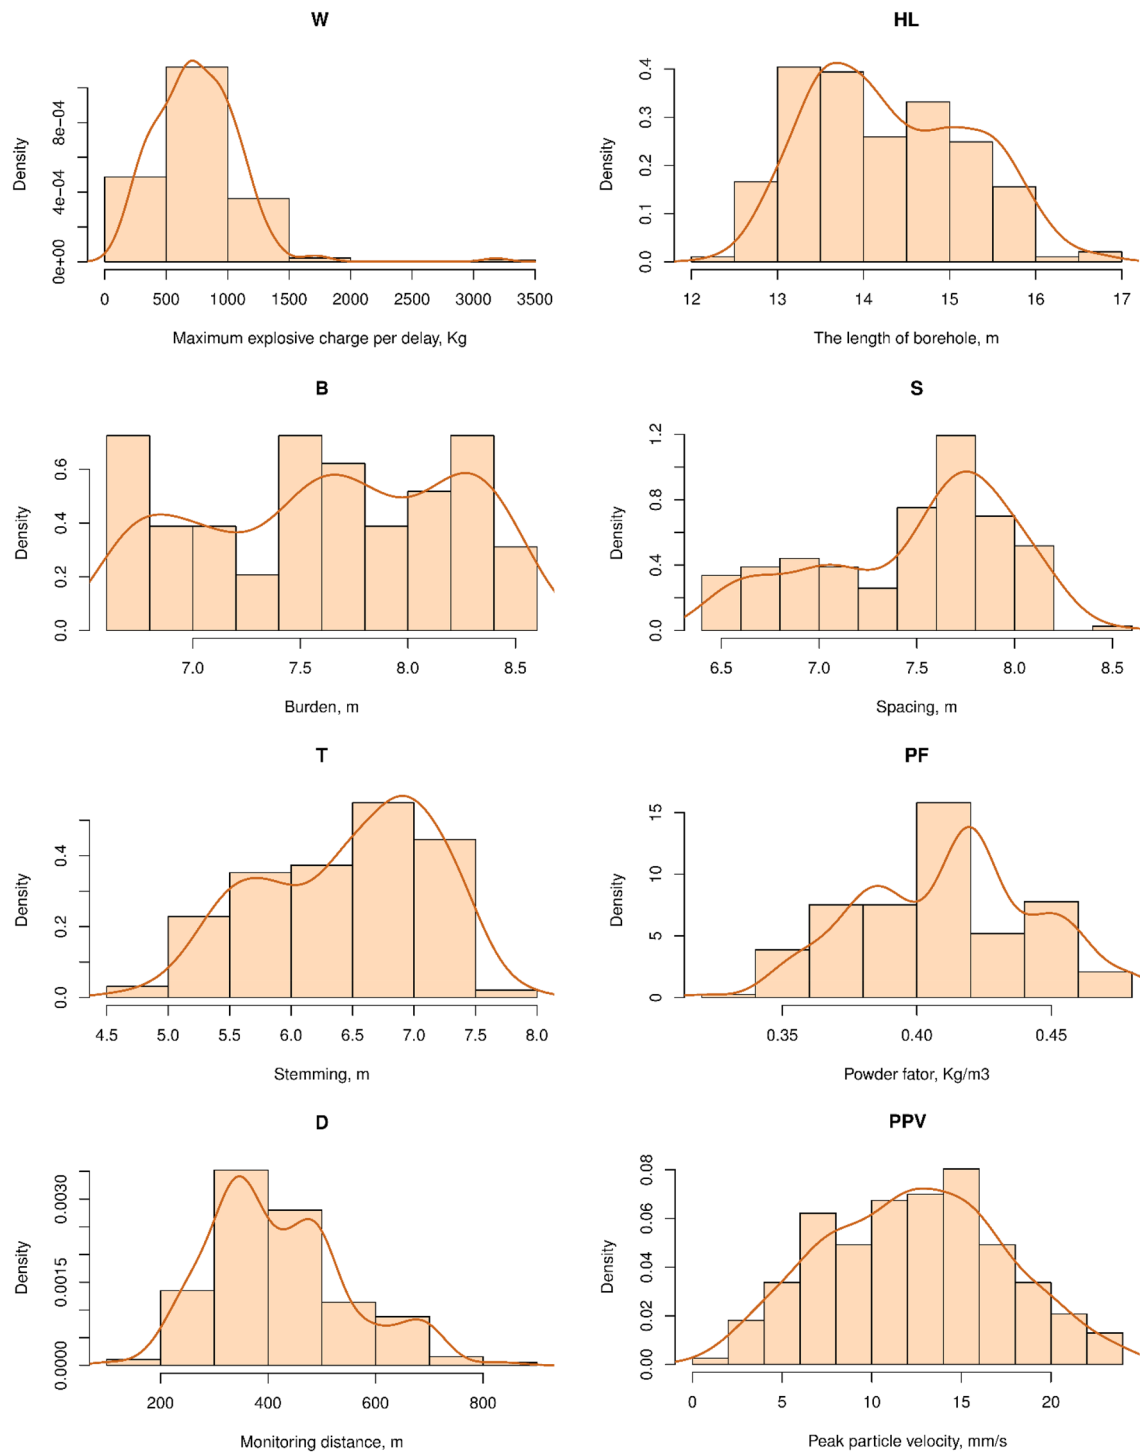 W
Density
0e+00 4e−04 8e−04
0 500 1000 1500 2000 2500 3000 3500
Maximum explosive charge per delay, Kg
HL
Density
0.0 0.1 0.2 0.3 0.4
12 13 14 15 16 17
The length of borehole, m
B
Density
0.0 0.2 0.4 0.6
7.0 7.5 8.0 8.5
Burden, m
S
Density
0.0 0.4 0.8 1.2
6.5 7.0 7.5 8.0 8.5
Spacing, m
T
Density
0.0 0.2 0.4
4.5 5.0 5.5 6.0 6.5 7.0 7.5 8.0
Stemming, m
PF
Density
0 5 10 15
0.35 0.40 0.45
Powder fator, Kg/m3
D
Density
0.0000 0.0015 0.0030
200 400 600 800
Monitoring distance, m
PPV
Density
0.00 0.02 0.04 0.06 0.08
0 5 10 15 20
Peak particle velocity, mm/s